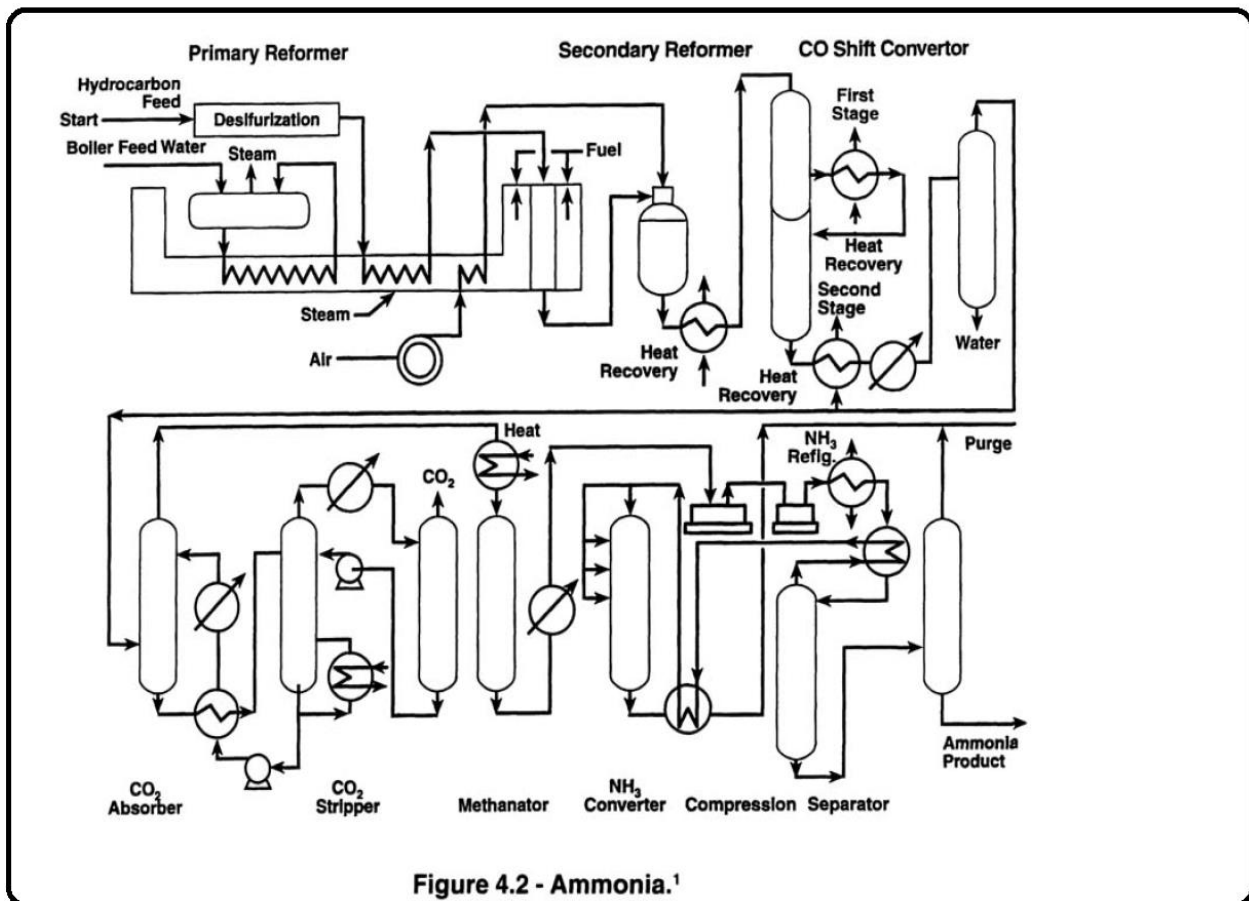 Primary Reformer
Secondary Reformer
CO Shift Convertor
Hydrocarbon
Feed
Start
Desifurization
Boiler Feed Water
Steam
Fuel
First
Stage
Heat
Recovery
Second
Stage
Steam
Air
Heat
Recovery
Heat
Recovery
Water
Heat
CO₂
NH₃
Refig.
Purge
Ammonia
Product
CO₂
Absorber
CO₂
Stripper
Methanator
NH₃
Converter
Compression
Separator
Figure 4.2 - Ammonia.¹